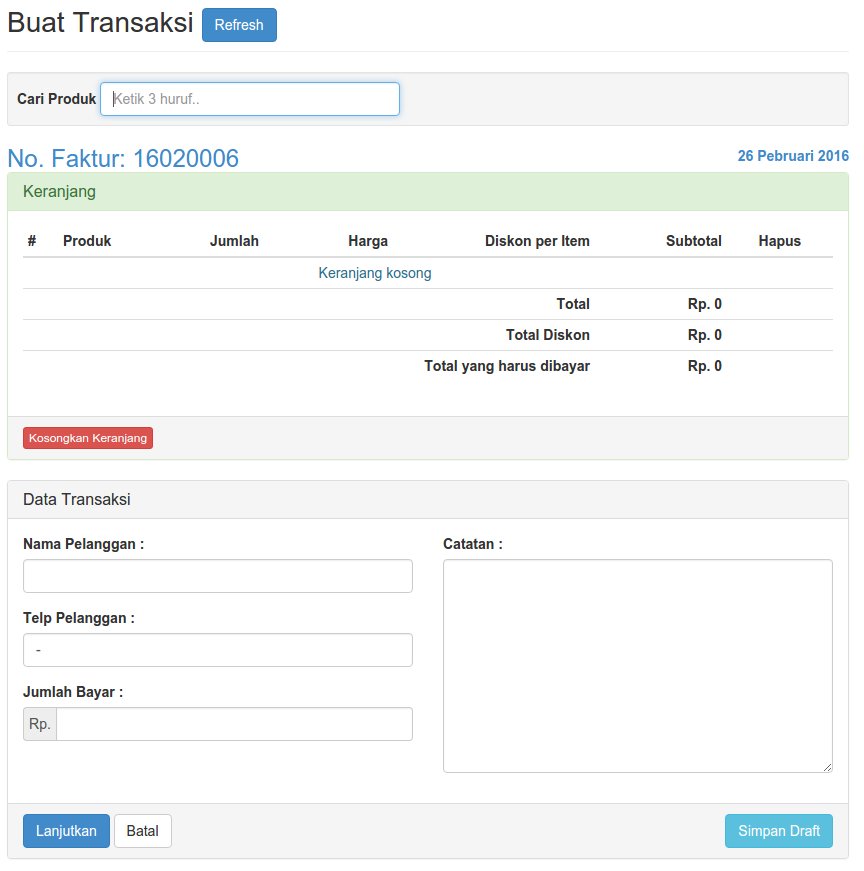 Buat Transaksi Refresh
Cari Produk Ketik 3 huruf..
No. Faktur: 16020006 26 Pebruari 2016
Keranjang
# Produk Jumlah Harga Diskon per Item Subtotal Hapus
Keranjang kosong
Total Rp. 0
Total Diskon Rp. 0
Total yang harus dibayar Rp. 0
Kosongkan Keranjang
Data Transaksi
Nama Pelanggan : Catatan :
Telp Pelanggan :
-
Jumlah Bayar :
Rp.
Lanjutkan Batal Simpan Draft